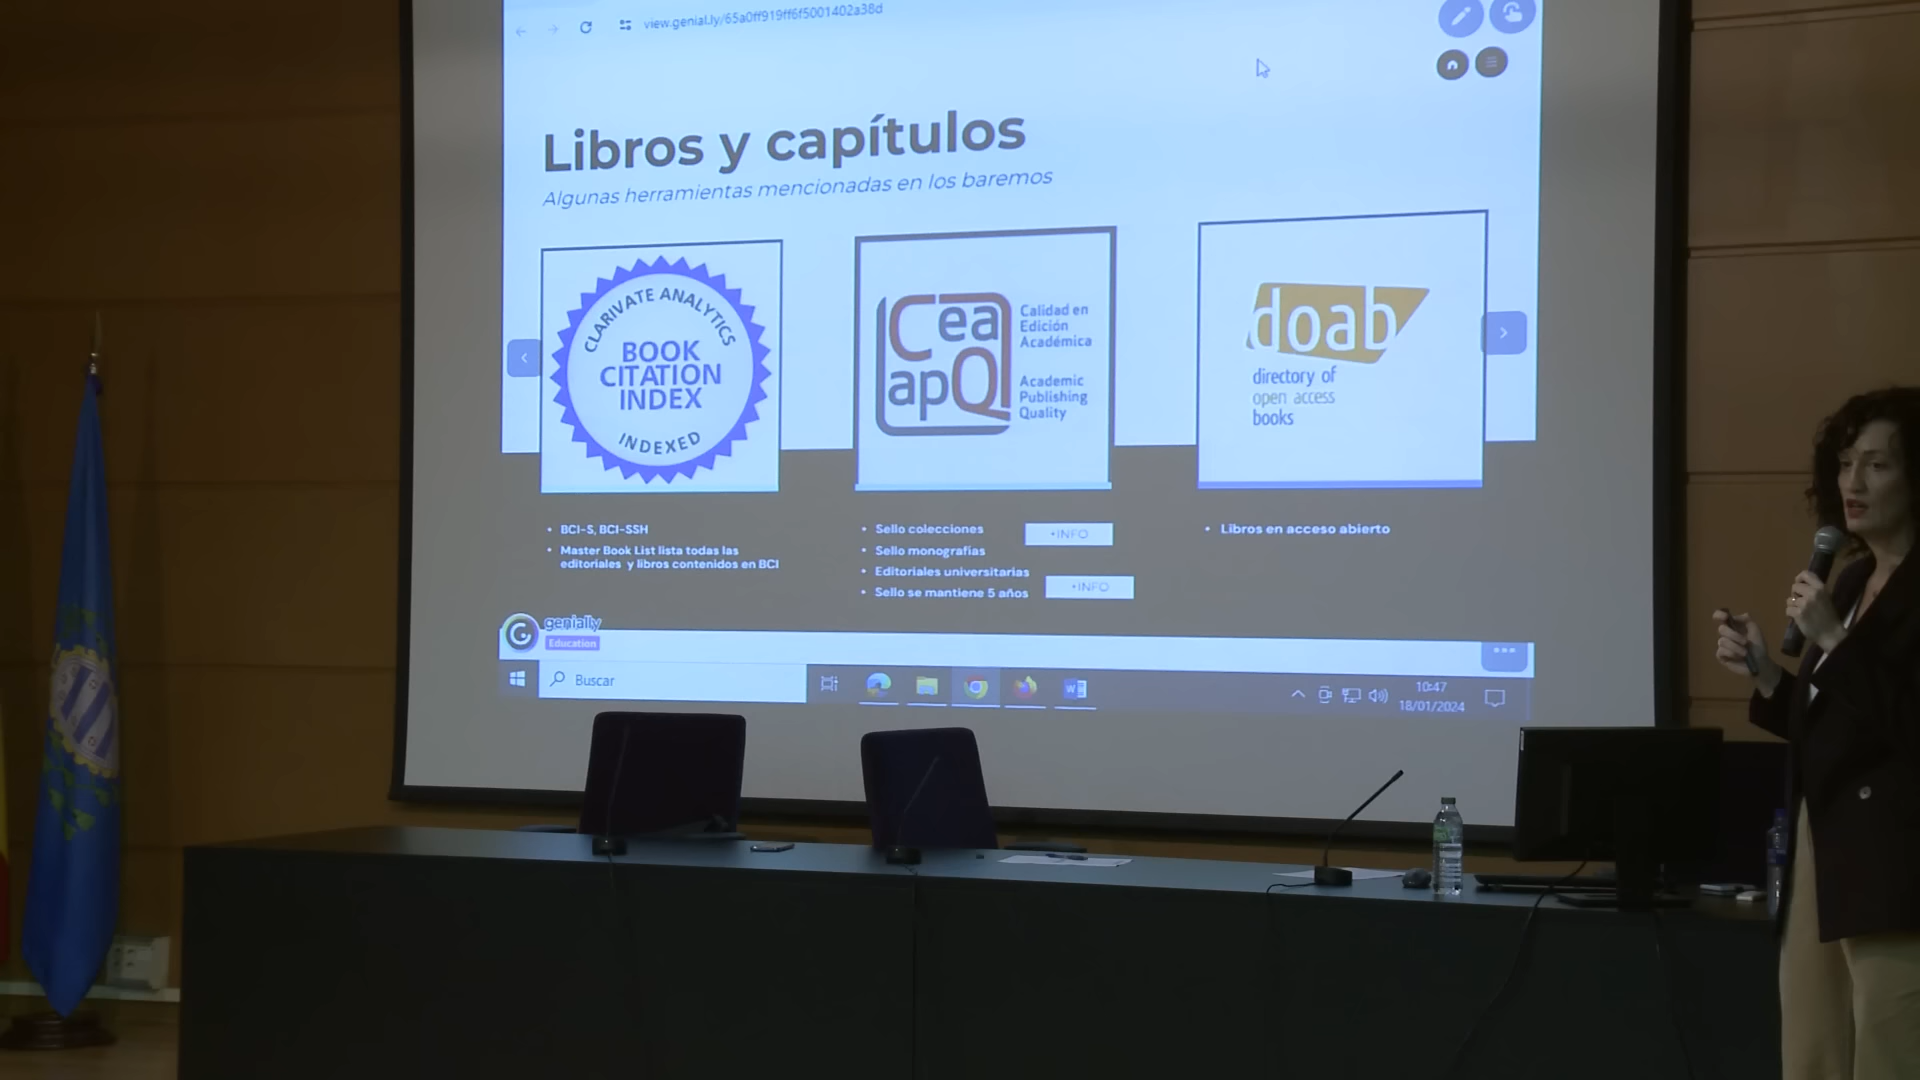 view.genial.ly/65a0ff919ff6f5001402a38d
Libros y capítulos
Algunas herramientas mencionadas en los baremos
CLARIVATE ANALYTICS
BOOK
CITATION
INDEX
INDEXED
Cea
apQ
Calidad en
Edición
Académica
Academic
Publishing
Quality
doab
directory of
open access
books
• BCI-S, BCI-SSH
• Master Book List lista todas las
editoriales y libros contenidos en BCI
• Sello colecciones
+INFO
• Sello monografías
• Editoriales universitarias
• Sello se mantiene 5 años
+INFO
• Libros en acceso abierto
genially
Education
Buscar
10:47
18/01/2024